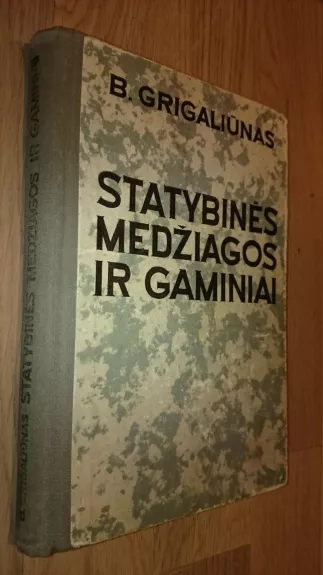 B. GRIGALIŪNAS
STATYBINĖS
MEDŽIAGOS
IR GAMINIAI
B. GRIGALIŪNAS STATYBINĖS MEDŽIAGOS IR GAMINIAI